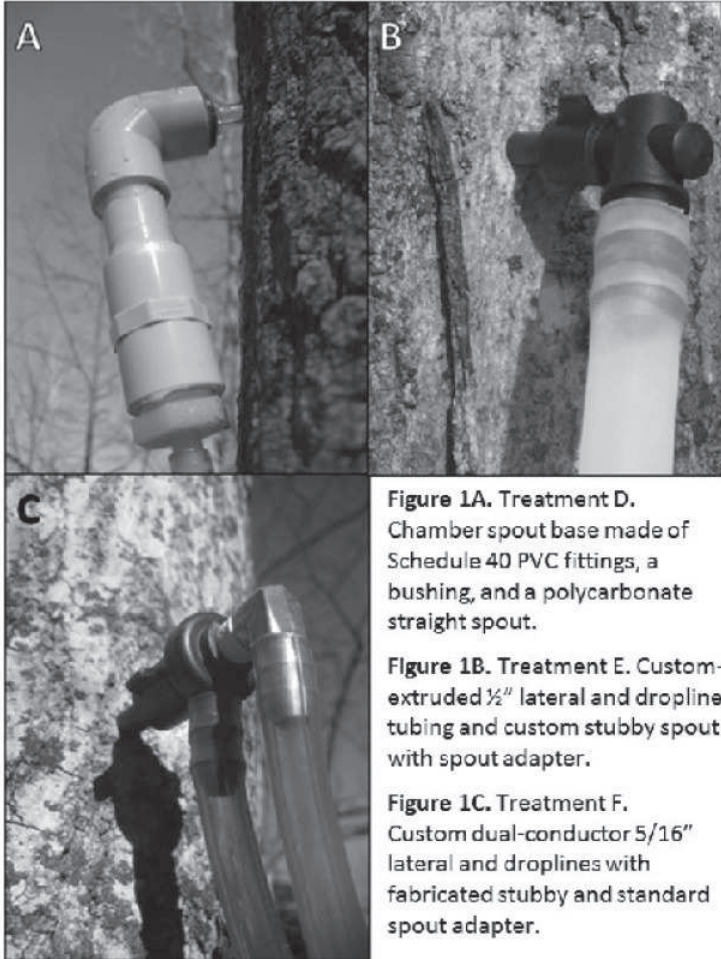 A
B
C
Figure 1A. Treatment D.
Chamber spout base made of
Schedule 40 PVC fittings, a
bushing, and a polycarbonate
straight spout.
Figure 1B. Treatment E. Custom-
extruded ½" lateral and dropline
tubing and custom stubby spout
with spout adapter.
Figure 1C. Treatment F.
Custom dual-conductor 5/16"
lateral and droplines with
fabricated stubby and standard
spout adapter.